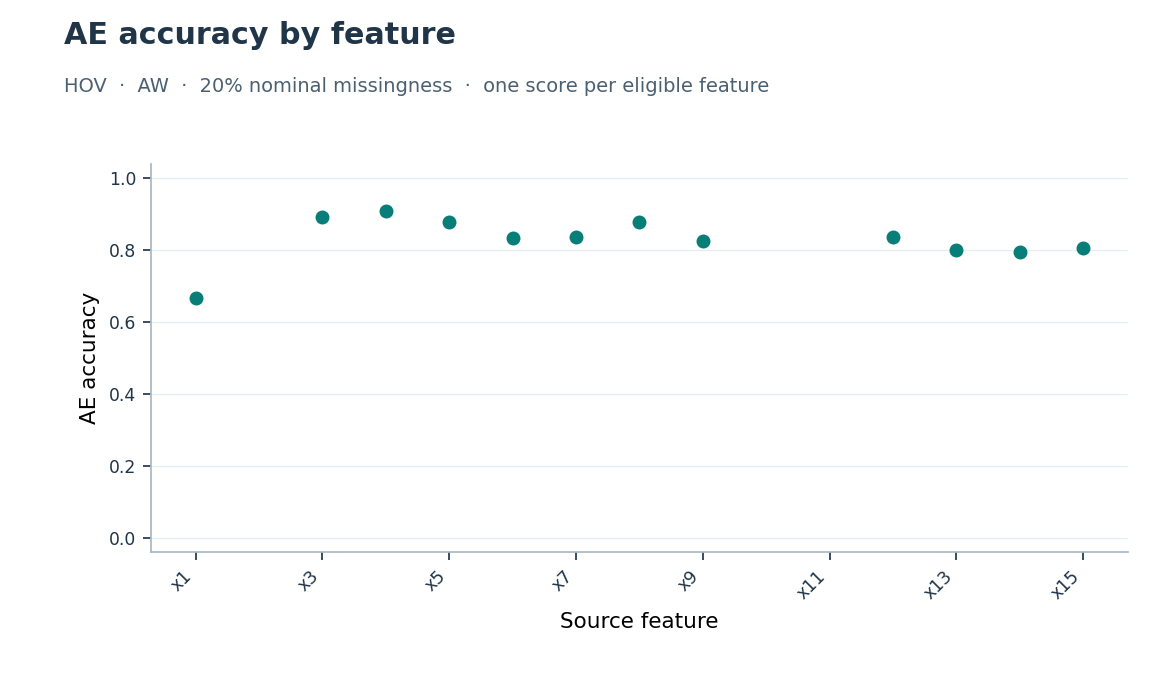 AE accuracy by feature
HOV · AW · 20% nominal missingness · one score per eligible feature
1.0
0.8
0.6
0.4
0.2
0.0
AE accuracy
x1 x3 x5 x7 x9 x11 x13 x15
Source feature